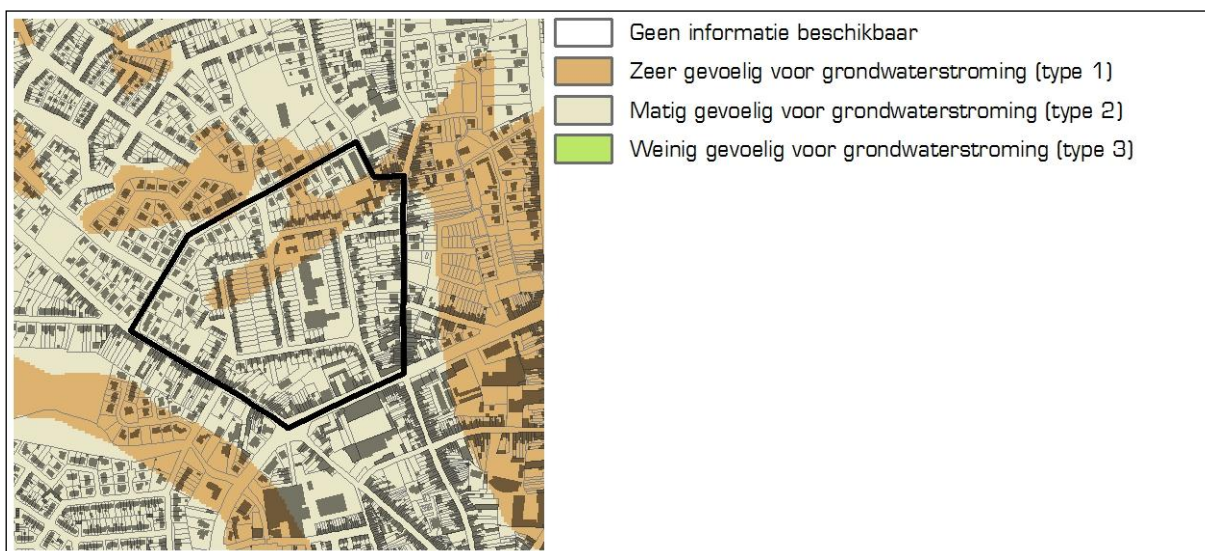 Geen informatie beschikbaar
Zeer gevoelig voor grondwaterstroming (type 1)
Matig gevoelig voor grondwaterstroming (type 2)
Weinig gevoelig voor grondwaterstroming (type 3)